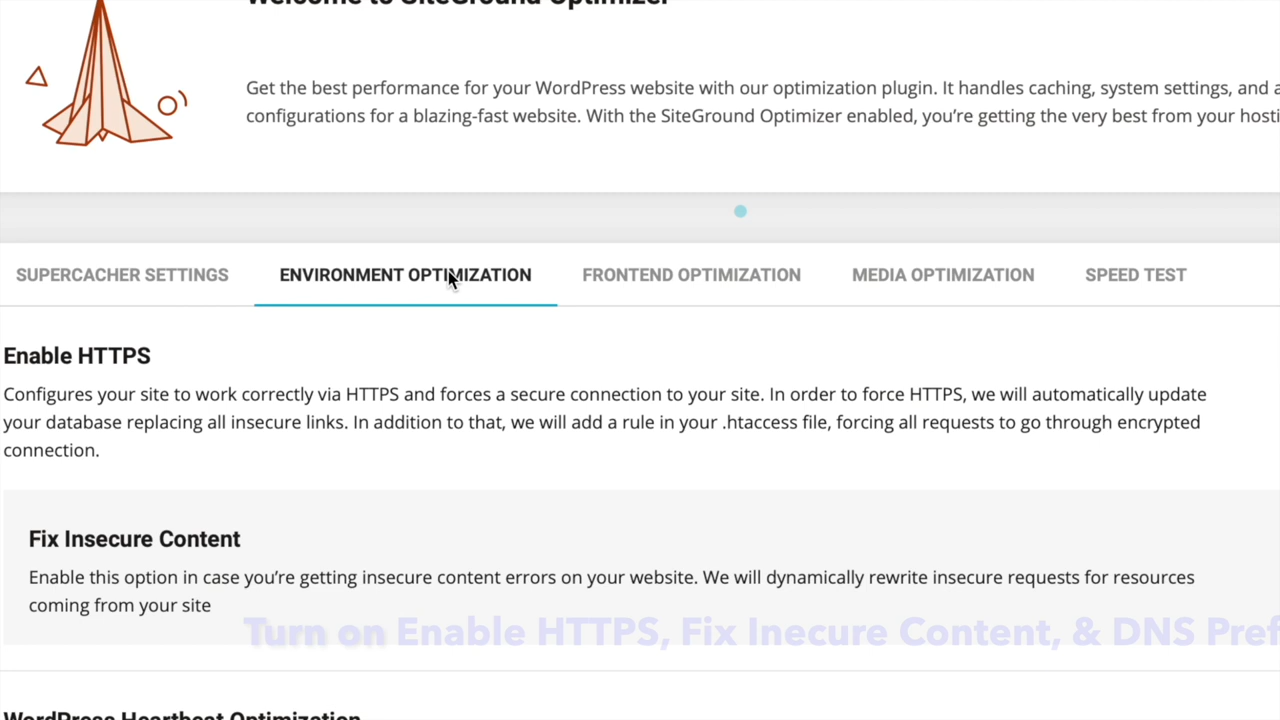 Welcome to SiteGround Optimizer
Get the best performance for your WordPress website with our optimization plugin. It handles caching, system settings, and a
configurations for a blazing-fast website. With the SiteGround Optimizer enabled, you're getting the very best from your hosti
SUPERCACHER SETTINGS
ENVIRONMENT OPTIMIZATION
FRONTEND OPTIMIZATION
MEDIA OPTIMIZATION
SPEED TEST
Enable HTTPS
Configures your site to work correctly via HTTPS and forces a secure connection to your site. In order to force HTTPS, we will automatically update
your database replacing all insecure links. In addition to that, we will add a rule in your .htaccess file, forcing all requests to go through encrypted
connection.
Fix Insecure Content
Enable this option in case you're getting insecure content errors on your website. We will dynamically rewrite insecure requests for resources
coming from your site
Turn on Enable HTTPS, Fix Inecure Content, & DNS Pref
WordPress Heartbeat Optimization